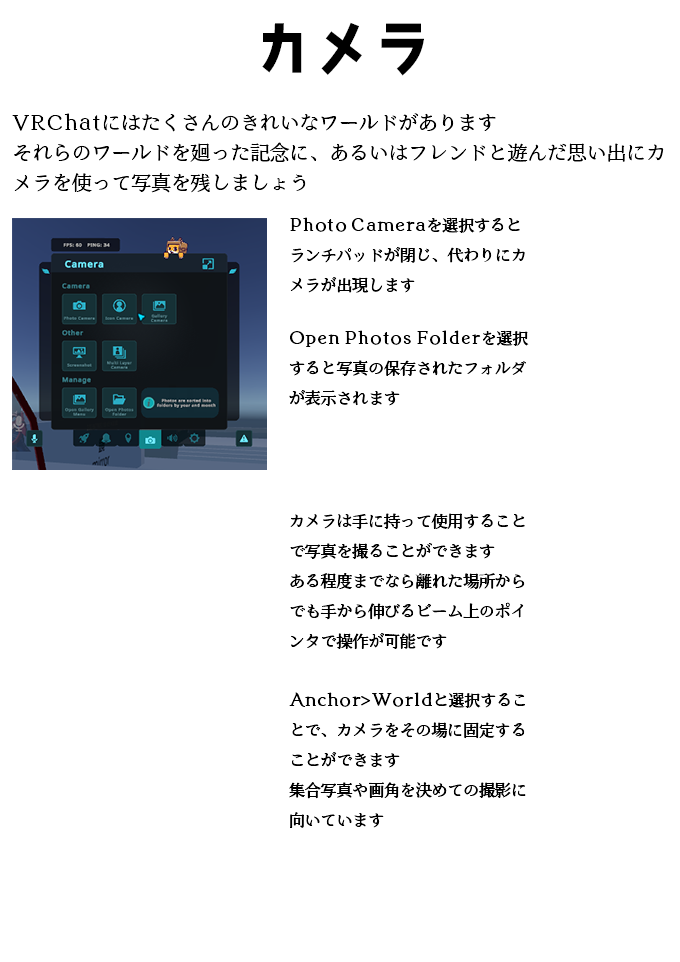 カメラ
VRChatにはたくさんのきれいなワールドがあります
それらのワールドを廻った記念に、あるいはフレンドと遊んだ思い出にカ
メラを使って写真を残しましょう
FPS: 60 PING: 34
Camera
Camera
Photo Camera
Icon Camera
Gallery
Camera
Other
Screenshot
Multi Layer
Camera
Manage
Open Gallery
Menu
Open Photos
Folder
Photos are sorted into
folders by year and month
Photo Cameraを選択すると
ランチパッドが閉じ、代わりにカ
メラが出現します
Open Photos Folderを選択
すると写真の保存されたフォルダ
が表示されます
カメラは手に持って使用すること
で写真を撮ることができます
ある程度までなら離れた場所から
でも手から伸びるビーム上のポイ
ンタで操作が可能です
Anchor>Worldと選択するこ
とで、カメラをその場に固定する
ことができます
集合写真や画角を決めての撮影に
向いています